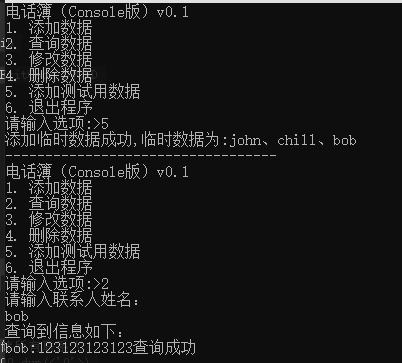 电话簿（Console版）v0.1
1. 添加数据
2. 查询数据
3. 修改数据
4. 删除数据
5. 添加测试用数据
6. 退出程序
请输入选项:>5
添加临时数据成功,临时数据为:john、chill、bob
----------------------------------
电话簿（Console版）v0.1
1. 添加数据
2. 查询数据
3. 修改数据
4. 删除数据
5. 添加测试用数据
6. 退出程序
请输入选项:>2
请输入联系人姓名：
bob
查询到信息如下：
bob:123123123123查询成功